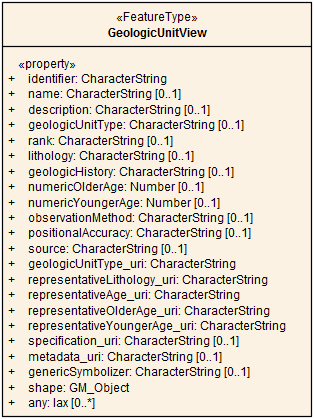 «FeatureType»
GeologicUnitView
«property»
+ identifier: CharacterString
+ name: CharacterString [0..1]
+ description: CharacterString [0..1]
+ geologicUnitType: CharacterString [0..1]
+ rank: CharacterString [0..1]
+ lithology: CharacterString [0..1]
+ geologicHistory: CharacterString [0..1]
+ numericOlderAge: Number [0..1]
+ numericYoungerAge: Number [0..1]
+ observationMethod: CharacterString [0..1]
+ positionalAccuracy: CharacterString [0..1]
+ source: CharacterString [0..1]
+ geologicUnitType_uri: CharacterString
+ representativeLithology_uri: CharacterString
+ representativeAge_uri: CharacterString
+ representativeOlderAge_uri: CharacterString
+ representativeYoungerAge_uri: CharacterString
+ specification_uri: CharacterString [0..1]
+ metadata_uri: CharacterString [0..1]
+ genericSymbolizer: CharacterString [0..1]
+ shape: GM_Object
+ any: lax [0..*]